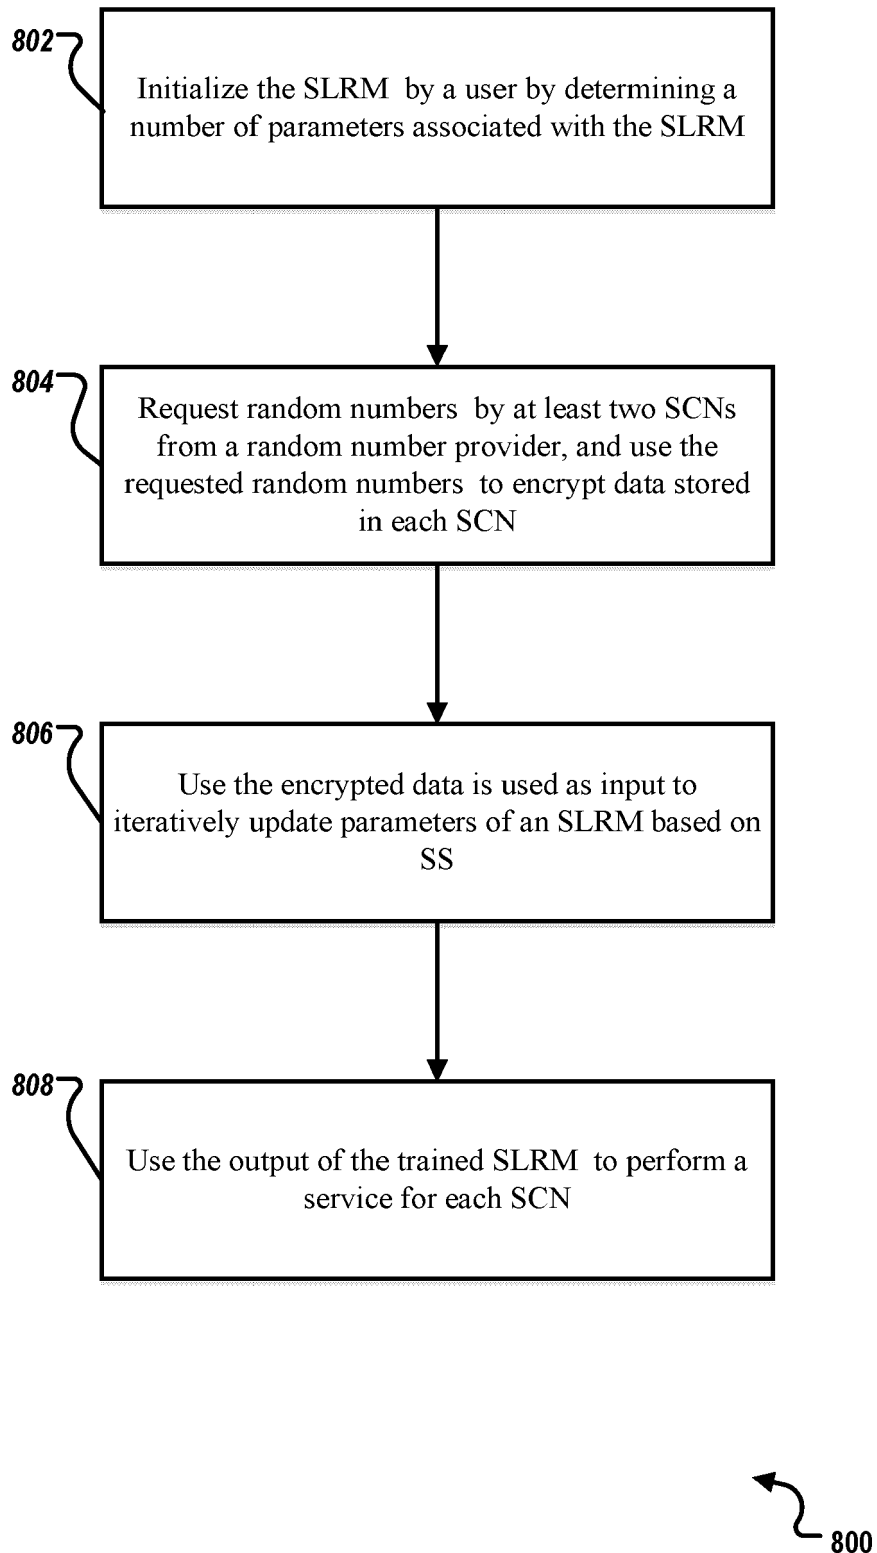 802
Initialize the SLRM by a user by determining a
number of parameters associated with the SLRM
804
Request random numbers by at least two SCNs
from a random number provider, and use the
requested random numbers to encrypt data stored
in each SCN
806
Use the encrypted data is used as input to
iteratively update parameters of an SLRM based on
SS
808
Use the output of the trained SLRM to perform a
service for each SCN
800